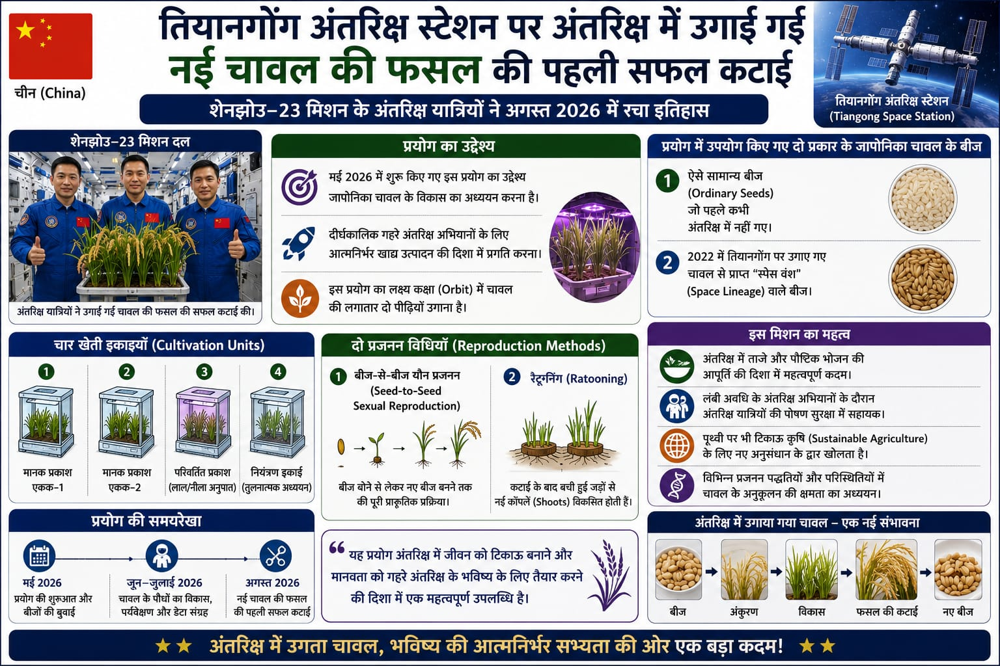 तियानगोंग अंतरिक्ष स्टेशन पर अंतरिक्ष में उगाई गई
नई चावल की फसल की पहली सफल कटाई
चीन (China)
शेनझोउ–23 मिशन के अंतरिक्ष यात्रियों ने अगस्त 2026 में रचा इतिहास
तियानगोंग अंतरिक्ष स्टेशन
(Tiangong Space Station)
शेनझोउ–23 मिशन दल
अंतरिक्ष यात्रियों ने उगाई गई चावल की फसल की सफल कटाई की।
प्रयोग का उद्देश्य
मई 2026 में शुरू किए गए इस प्रयोग का उद्देश्य
जापोनिका चावल के विकास का अध्ययन करना है।
दीर्घकालिक गहरे अंतरिक्ष अभियानों के लिए
आत्मनिर्भर खाद्य उत्पादन की दिशा में प्रगति करना।
इस प्रयोग का लक्ष्य कक्षा (Orbit) में चावल
की लगातार दो पीढ़ियों उगाना है।
प्रयोग में उपयोग किए गए दो प्रकार के जापोनिका चावल के बीज
1
ऐसे सामान्य बीज
(Ordinary Seeds)
जो पहले कभी
अंतरिक्ष में नहीं गए।
2
2022 में तियानगोंग पर उगाए गए
चावल से प्राप्त “स्पेस वंश”
(Space Lineage) वाले बीज।
चार खेती इकाइयाँ (Cultivation Units)
1
2
3
4
मानक प्रकाश
एकक–1
मानक प्रकाश
एकक–2
परिवर्तित प्रकाश
(लाल/नीला अनुपात)
नियंत्रण इकाई
(तुलनात्मक अध्ययन)
दो प्रजनन विधियाँ (Reproduction Methods)
1
बीज–से–बीज यौन प्रजनन
(Seed-to-Seed
Sexual Reproduction)
बीज बोने से लेकर नए बीज बनने तक
की पूरी प्राकृतिक प्रक्रिया।
2
रैटूनिंग (Ratooning)
कटाई के बाद बची हुई जड़ों से
नई कोंपलें (Shoots) विकसित होती हैं।
इस मिशन का महत्व
अंतरिक्ष में ताजे और पौष्टिक भोजन की
आपूर्ति की दिशा में महत्वपूर्ण कदम।
लंबी अवधि के अंतरिक्ष अभियानों के दौरान
अंतरिक्ष यात्रियों की पोषण सुरक्षा में सहायक।
पृथ्वी पर भी टिकाऊ कृषि (Sustainable Agriculture)
के लिए नए अनुसंधान के द्वार खोलता है।
विभिन्न प्रजनन पद्धतियों और परिस्थितियों में
चावल के अनुकूलन की क्षमता का अध्ययन।
प्रयोग की समयरेखा
मई 2026
प्रयोग की शुरुआत और
बीजों की बुवाई
जून–जुलाई 2026
चावल के पौधों का विकास,
पर्यवेक्षण और डेटा संग्रह
अगस्त 2026
नई चावल की फसल
की पहली सफल कटाई
“ यह प्रयोग अंतरिक्ष में जीवन को टिकाऊ बनाने और
मानवता को गहरे अंतरिक्ष के भविष्य के लिए तैयार करने
की दिशा में एक महत्वपूर्ण उपलब्धि है।
अंतरिक्ष में उगाया गया चावल – एक नई संभावना
बीज
अंकुरण
विकास
फसल की कटाई
नए बीज
अंतरिक्ष में उगता चावल, भविष्य की आत्मनिर्भर सभ्यता की ओर एक बड़ा कदम!